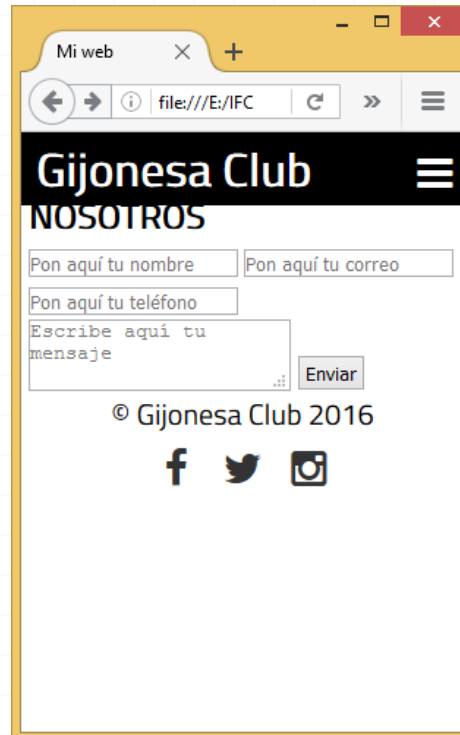 Mi web
file:///E:/IFC
Gijonesa Club
NOSOTROS
Pon aquí tu nombre Pon aquí tu correo
Pon aquí tu teléfono
Escribe aquí tu
mensaje
Enviar
© Gijonesa Club 2016